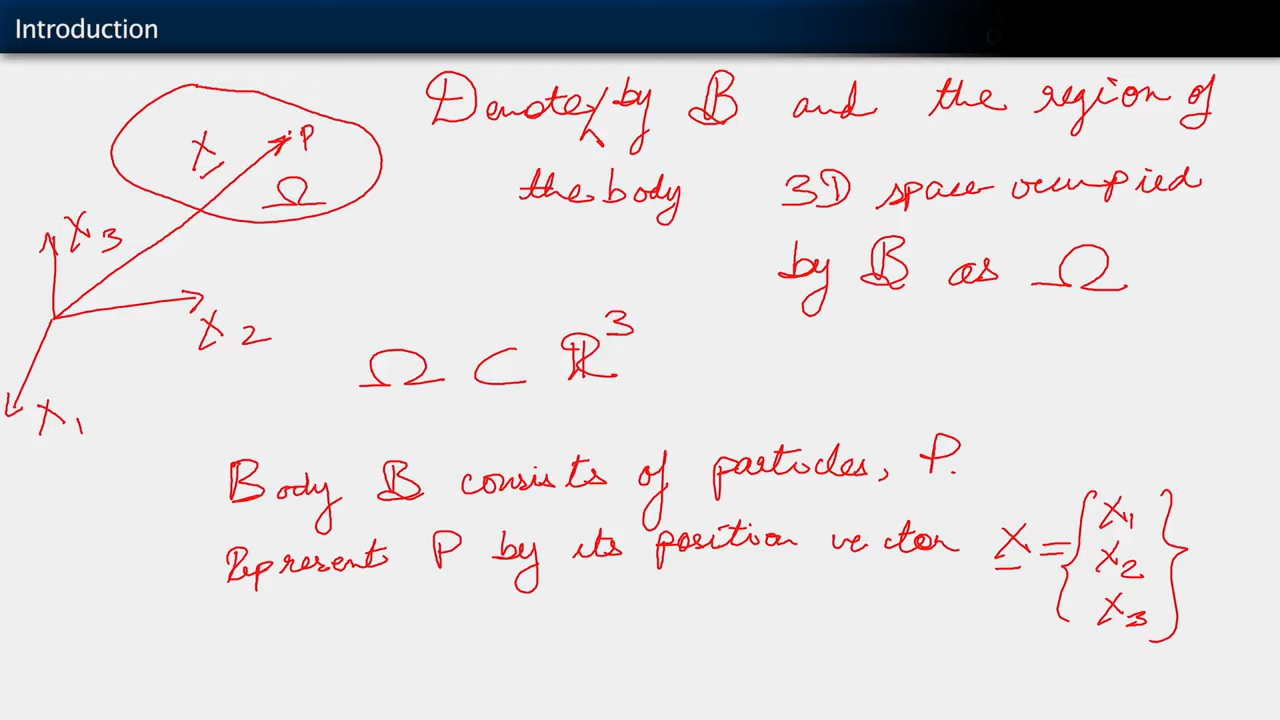 Introduction
Denote by B and the region of
the body 3D space occupied
by B as Ω
X P
Ω
X3
X2
X1
Ω ⊂ ℝ³
Body B consists of particles, P.
Represent P by its position vector X = { X1
X2
X3 }